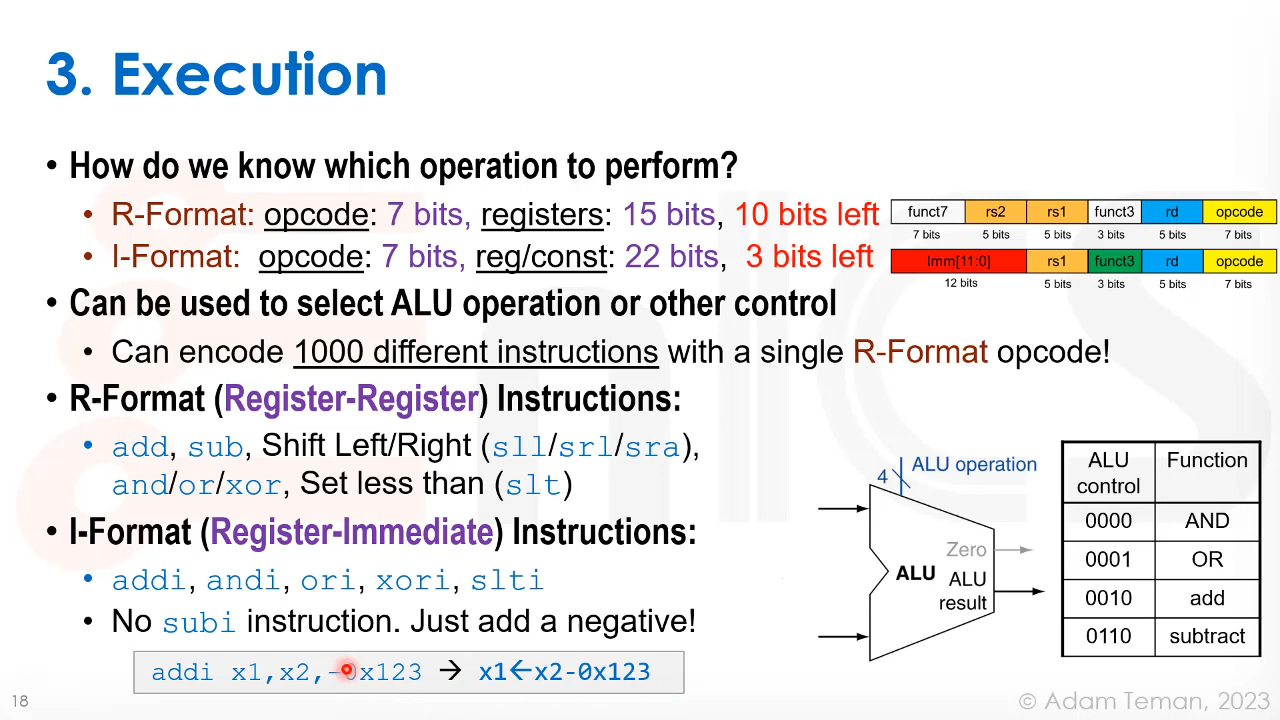 3. Execution
• How do we know which operation to perform?
• R-Format: opcode: 7 bits, registers: 15 bits, 10 bits left
funct7 rs2 rs1 funct3 rd opcode
7 bits 5 bits 5 bits 3 bits 5 bits 7 bits
• I-Format: opcode: 7 bits, reg/const: 22 bits, 3 bits left
Imm[11:0] rs1 funct3 rd opcode
12 bits 5 bits 3 bits 5 bits 7 bits
• Can be used to select ALU operation or other control
• Can encode 1000 different instructions with a single R-Format opcode!
• R-Format (Register-Register) Instructions:
• add, sub, Shift Left/Right (sll/srl/sra),
and/or/xor, Set less than (slt)
• I-Format (Register-Immediate) Instructions:
• addi, andi, ori, xori, slti
• No subi instruction. Just add a negative!
addi x1,x2,-0x123 → x1←x2-0x123
4 ALU operation
Zero
ALU ALU
result
ALU Function
control
0000 AND
0001 OR
0010 add
0110 subtract
18
© Adam Teman, 2023